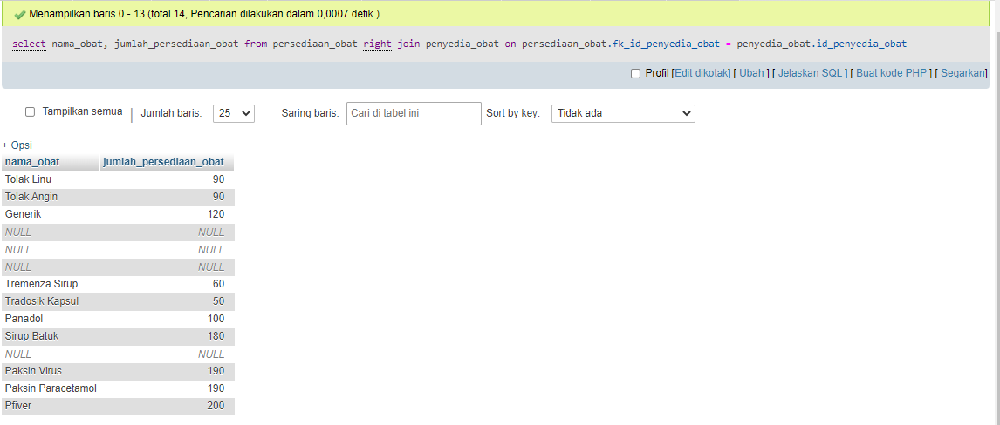 Menampilkan baris 0 - 13 (total 14, Pencarian dilakukan dalam 0,0007 detik.)
select nama_obat, jumlah_persediaan_obat from persediaan_obat right join penyedia_obat on persediaan_obat.fk_id_penyedia_obat = penyedia_obat.id_penyedia_obat
Profil [Edit dikotak] [ Ubah ] [ Jelaskan SQL ] [ Buat kode PHP ] [ Segarkan]
Tampilkan semua | Jumlah baris: 25 Saring baris: Cari di tabel ini Sort by key: Tidak ada
+ Opsi
nama_obat jumlah_persediaan_obat
Tolak Linu 90
Tolak Angin 90
Generik 120
NULL NULL
NULL NULL
NULL NULL
Tremenza Sirup 60
Tradosik Kapsul 50
Panadol 100
Sirup Batuk 180
NULL NULL
Paksin Virus 190
Paksin Paracetamol 190
Pfiver 200